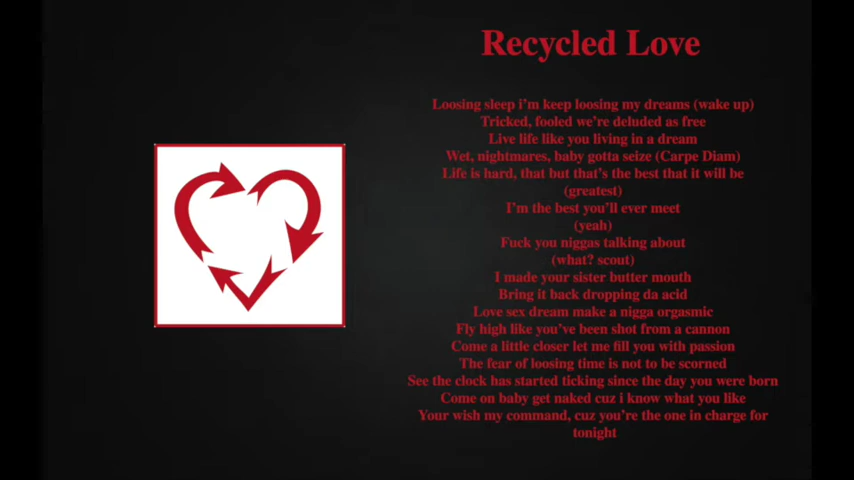 Recycled Love
Loosing sleep i'm keep loosing my dreams (wake up)
Tricked, fooled we're deluded as free
Live life like you living in a dream
Wet, nightmares, baby gotta seize (Carpe Diam)
Life is hard, that but that's the best that it will be
(greatest)
I'm the best you'll ever meet
(yeah)
Fuck you niggas talking about
(what? scout)
I made your sister butter mouth
Bring it back dropping da acid
Love sex dream make a nigga orgasmic
Fly high like you've been shot from a cannon
Come a little closer let me fill you with passion
The fear of loosing time is not to be scorned
See the clock has started ticking since the day you were born
Come on baby get naked cuz i know what you like
Your wish my command, cuz you're the one in charge for
tonight